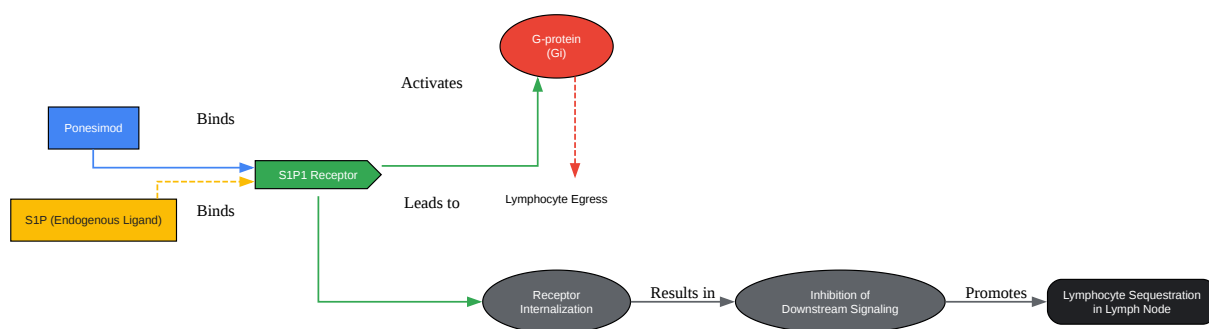 G-protein
(Gi)
Activates
Ponesimod
Binds
S1P1 Receptor
S1P (Endogenous Ligand)
Binds
Leads to
Lymphocyte Egress
Receptor
Internalization
Results in
Inhibition of
Downstream Signaling
Promotes
Lymphocyte Sequestration
in Lymph Node